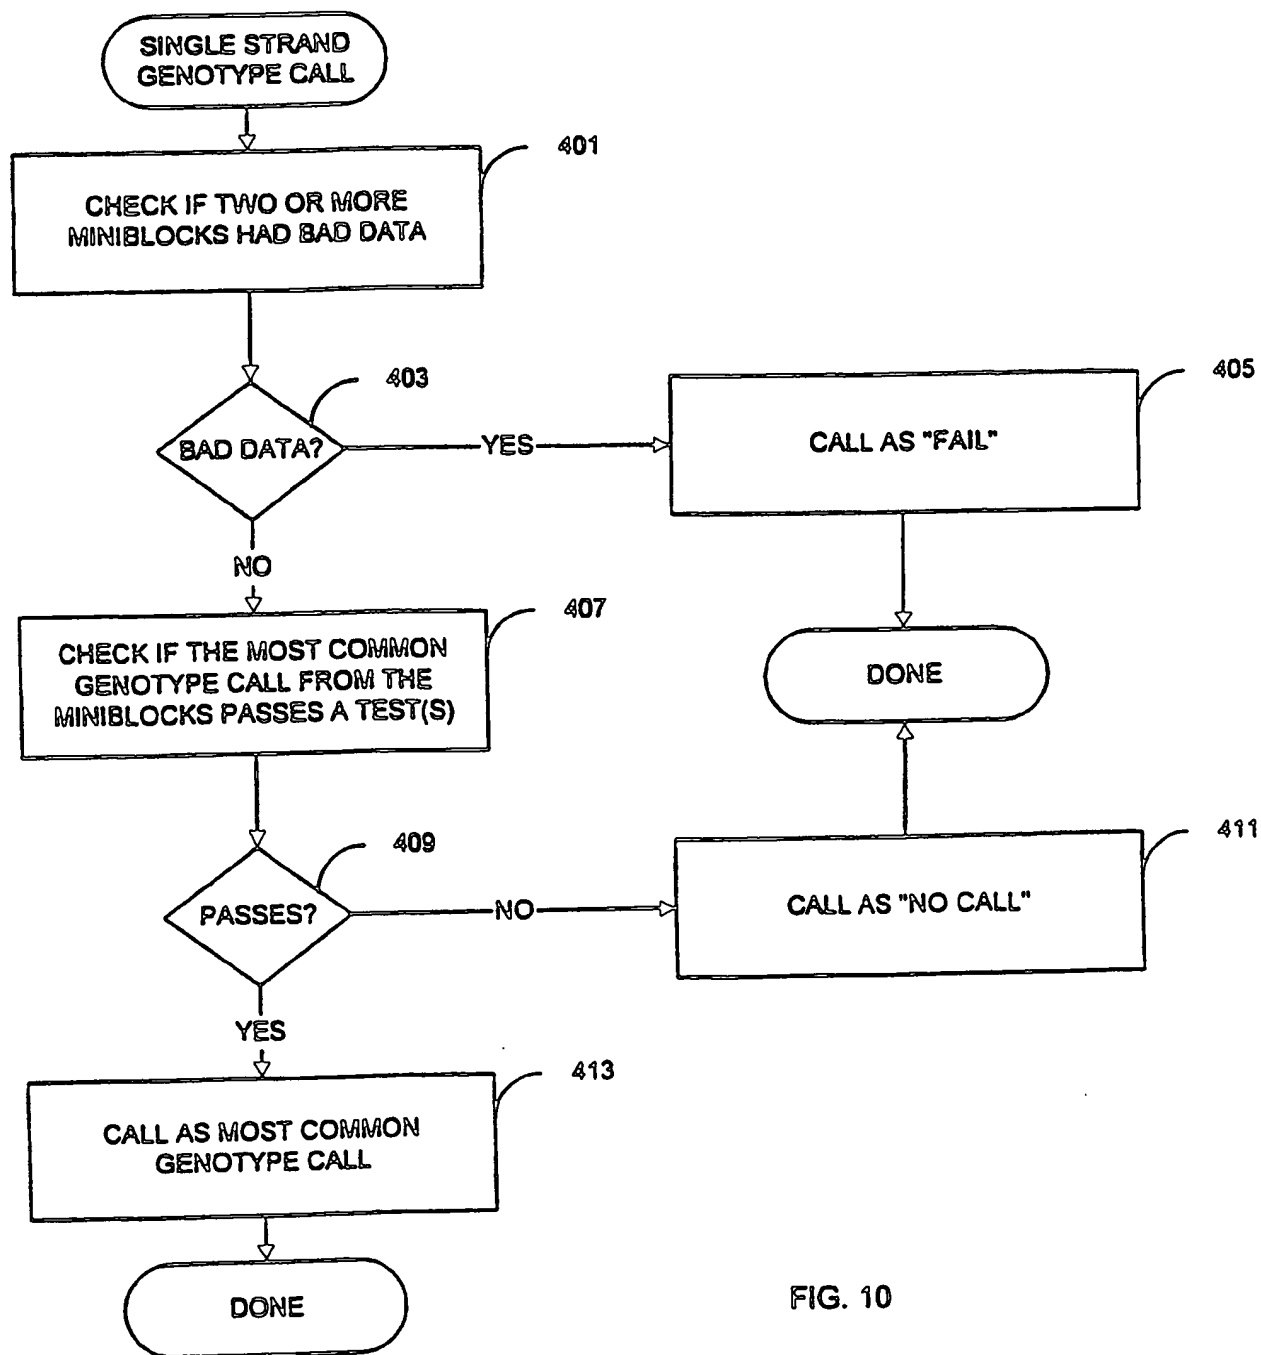 SINGLE STRAND
GENOTYPE CALL
401
CHECK IF TWO OR MORE
MINIBLOCKS HAD BAD DATA
403
BAD DATA?
YES
405
CALL AS "FAIL"
NO
407
CHECK IF THE MOST COMMON
GENOTYPE CALL FROM THE
MINIBLOCKS PASSES A TEST(S)
DONE
409
PASSES?
NO
411
CALL AS "NO CALL"
YES
413
CALL AS MOST COMMON
GENOTYPE CALL
DONE
FIG. 10